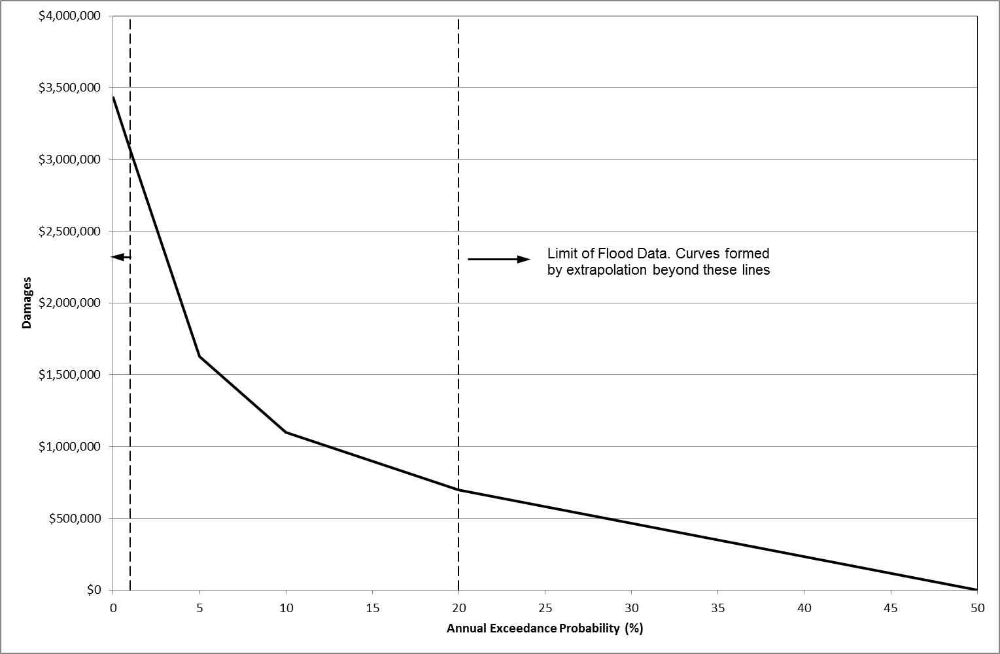 $4,000,000
$3,500,000
$3,000,000
$2,500,000
$2,000,000
$1,500,000
$1,000,000
$500,000
$0
Damages
Limit of Flood Data. Curves formed
by extrapolation beyond these lines
0 5 10 15 20 25 30 35 40 45 50
Annual Exceedance Probability (%)